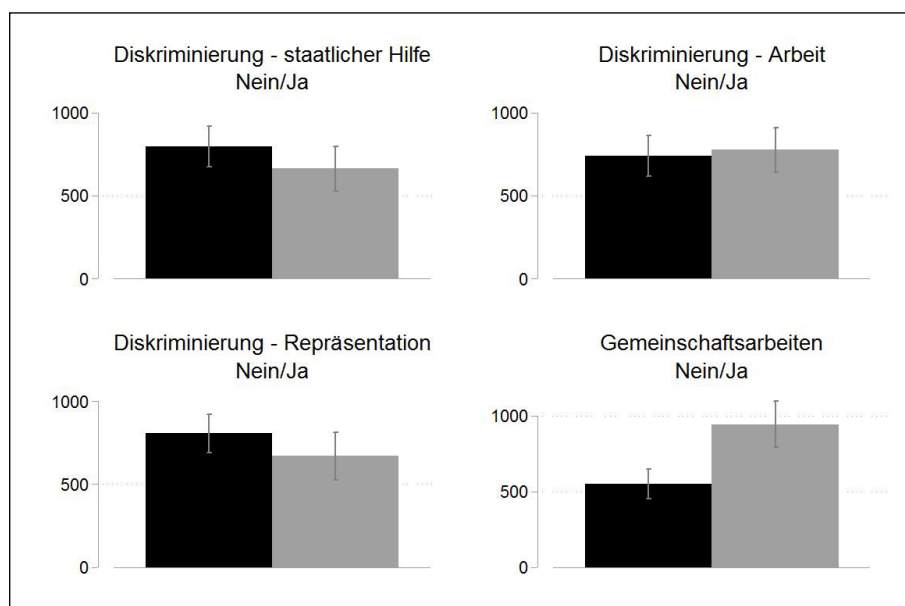 Diskriminierung - staatlicher Hilfe
Nein/Ja
1000
500
0
Diskriminierung - Arbeit
Nein/Ja
1000
500
0
Diskriminierung - Repräsentation
Nein/Ja
1000
500
0
Gemeinschaftsarbeiten
Nein/Ja
1000
500
0